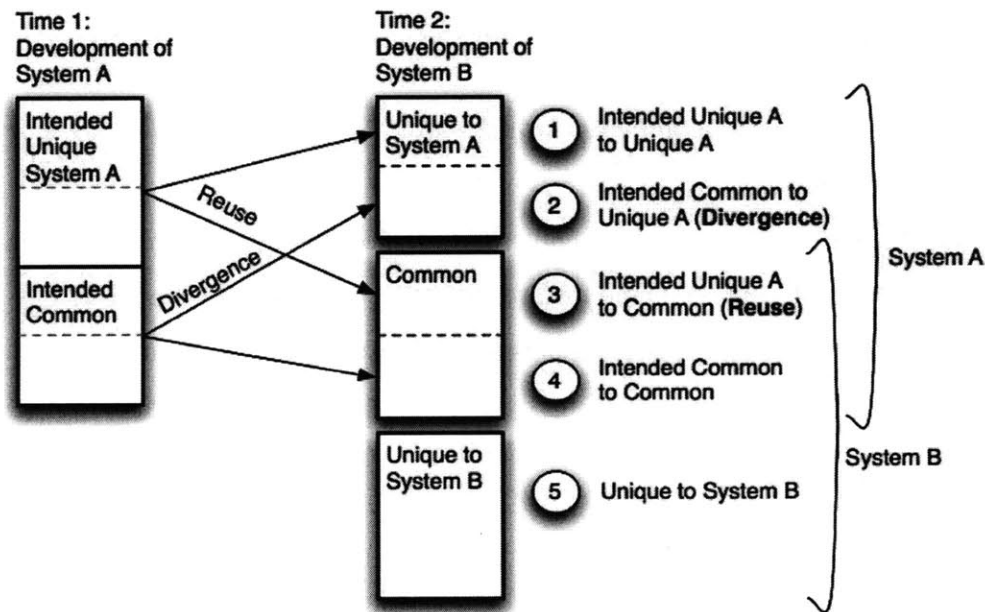 Time 1:
Development of
System A
Time 2:
Development of
System B
Intended
Unique
System A
Intended
Common
Reuse
Divergence
Unique to
System A
Common
Unique to
System B
1
Intended Unique A
to Unique A
2
Intended Common to
Unique A (Divergence)
3
Intended Unique A
to Common (Reuse)
4
Intended Common
to Common
5
Unique to System B
System A
System B